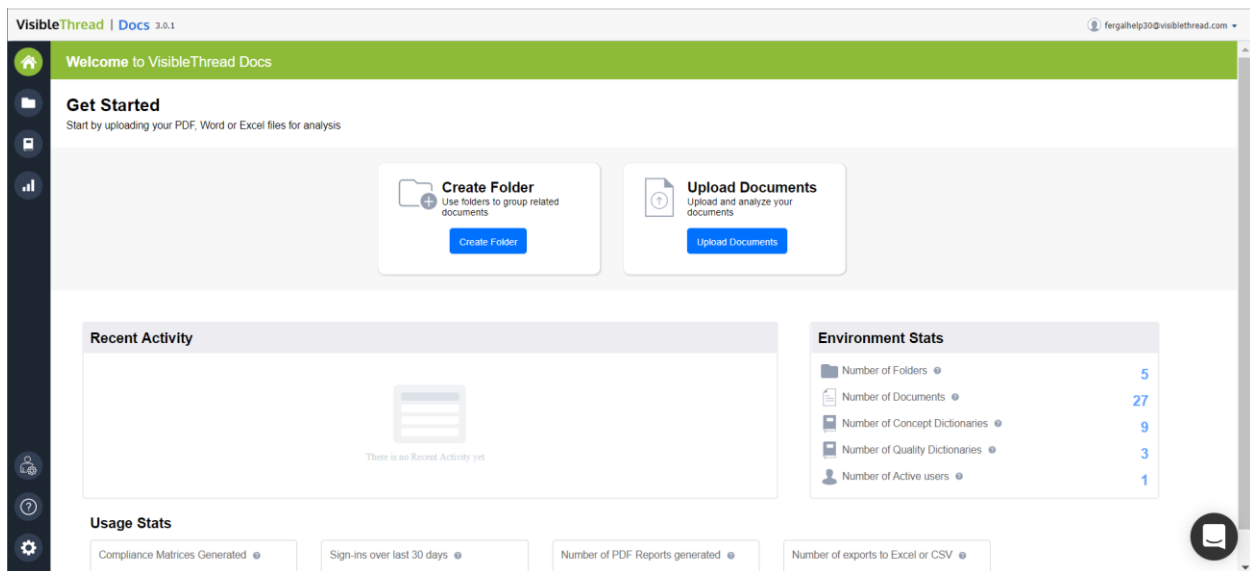 VisibleThread | Docs 3.0.1
fergalhelp30@visiblethread.com
Welcome to VisibleThread Docs
Get Started
Start by uploading your PDF, Word or Excel files for analysis
Create Folder
Use folders to group related
documents
Create Folder
Upload Documents
Upload and analyze your
documents
Upload Documents
Recent Activity
There is no Recent Activity yet
Environment Stats
Number of Folders 5
Number of Documents 27
Number of Concept Dictionaries 9
Number of Quality Dictionaries 3
Number of Active users 1
Usage Stats
Compliance Matrices Generated
Sign-ins over last 30 days
Number of PDF Reports generated
Number of exports to Excel or CSV